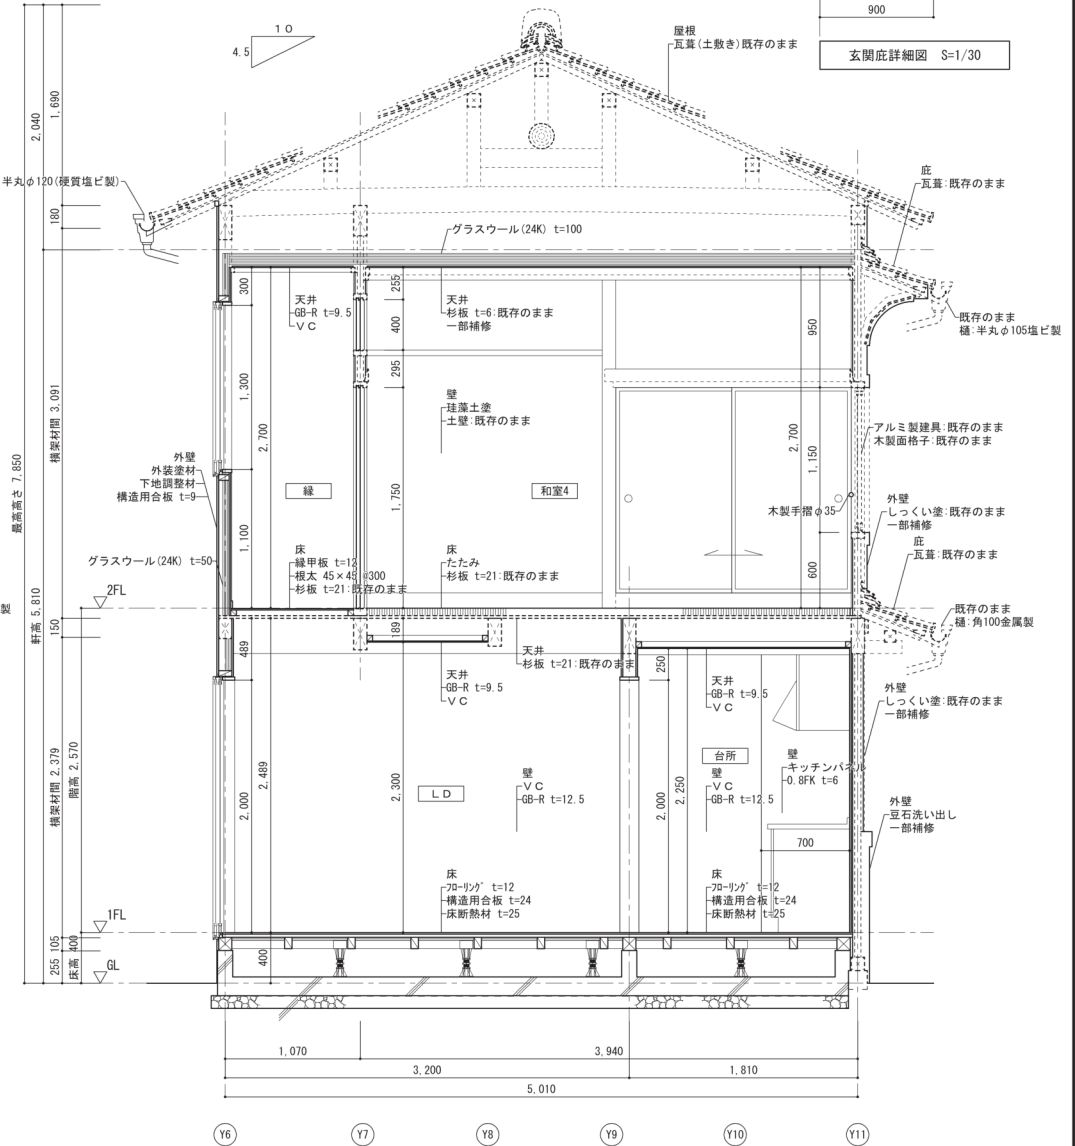 900
玄関庇詳細図 S=1/30
10
4.5
屋根
瓦葺(土敷き)既存のまま
2,040
1,690
半丸φ120(硬質塩ビ製)
180
庇
瓦葺:既存のまま
グラスウール(24K) t=100
300
天井
GB-R t=9.5
ＶＣ
255
天井
杉板 t=6:既存のまま
一部補修
400
950
既存のまま
樋:半丸φ105塩ビ製
295
最高高さ 7,850
横架材間 3,091
1,300
2,700
壁
珪藻土塗
土壁:既存のまま
2,700
1,150
アルミ製建具:既存のまま
木製面格子:既存のまま
外壁
外装塗材
下地調整材
構造用合板 t=9
縁
1,750
和室4
木製手摺φ35
外壁
しっくい塗:既存のまま
一部補修
1,100
グラスウール(24K) t=50
床
縁甲板 t=12
根太 45×45 @300
杉板 t=21:既存のまま
床
たたみ
杉板 t=21:既存のまま
600
庇
瓦葺:既存のまま
2FL
軒高 5,810
150
489
189
既存のまま
樋:角100金属製
天井
杉板 t=21:既存のまま
250
天井
GB-R t=9.5
ＶＣ
天井
GB-R t=9.5
ＶＣ
外壁
しっくい塗:既存のまま
一部補修
横架材間 2,379
階高 2,570
2,000
2,489
2,300
ＬＤ
壁
ＶＣ
GB-R t=12.5
2,000
2,250
台所
壁
ＶＣ
GB-R t=12.5
壁
キッチンパネル
0.8FK t=6
外壁
豆石洗い出し
一部補修
700
床
フローリング t=12
構造用合板 t=24
床断熱材 t=25
床
フローリング t=12
構造用合板 t=24
床断熱材 t=25
1FL
105
255
床高 400
400
GL
1,070
3,940
3,200
1,810
5,010
Y6
Y7
Y8
Y9
Y10
Y11